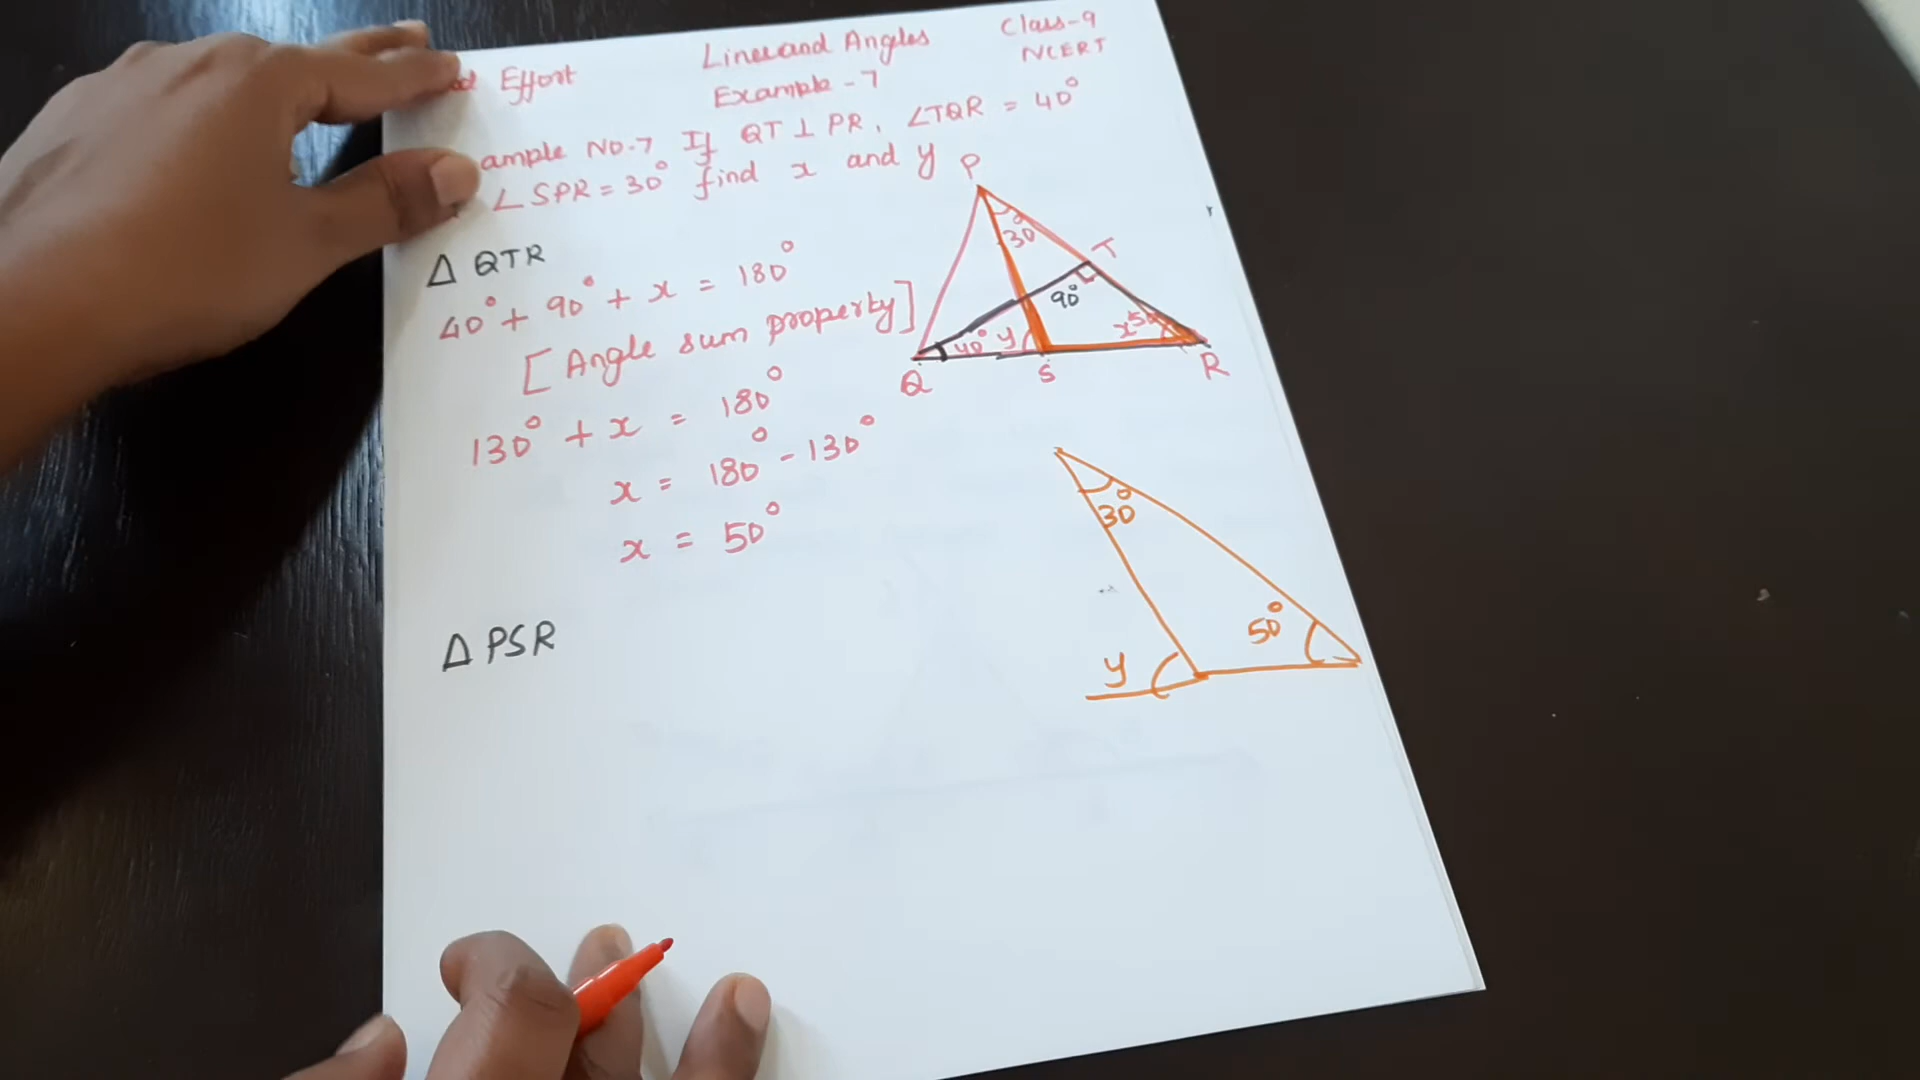 Effort
Lines and Angles
Class-9
NCERT
Example - 7
ample NO.7 If QT ⊥ PR, ∠TQR = 40°
∠SPR = 30° find x and y
Δ QTR
40° + 90° + x = 180°
[Angle sum property]
130° + x = 180°
x = 180° - 130°
x = 50°
Δ PSR
P
30°
T
90°
40°
y
x
Q
S
R
30°
50°
y